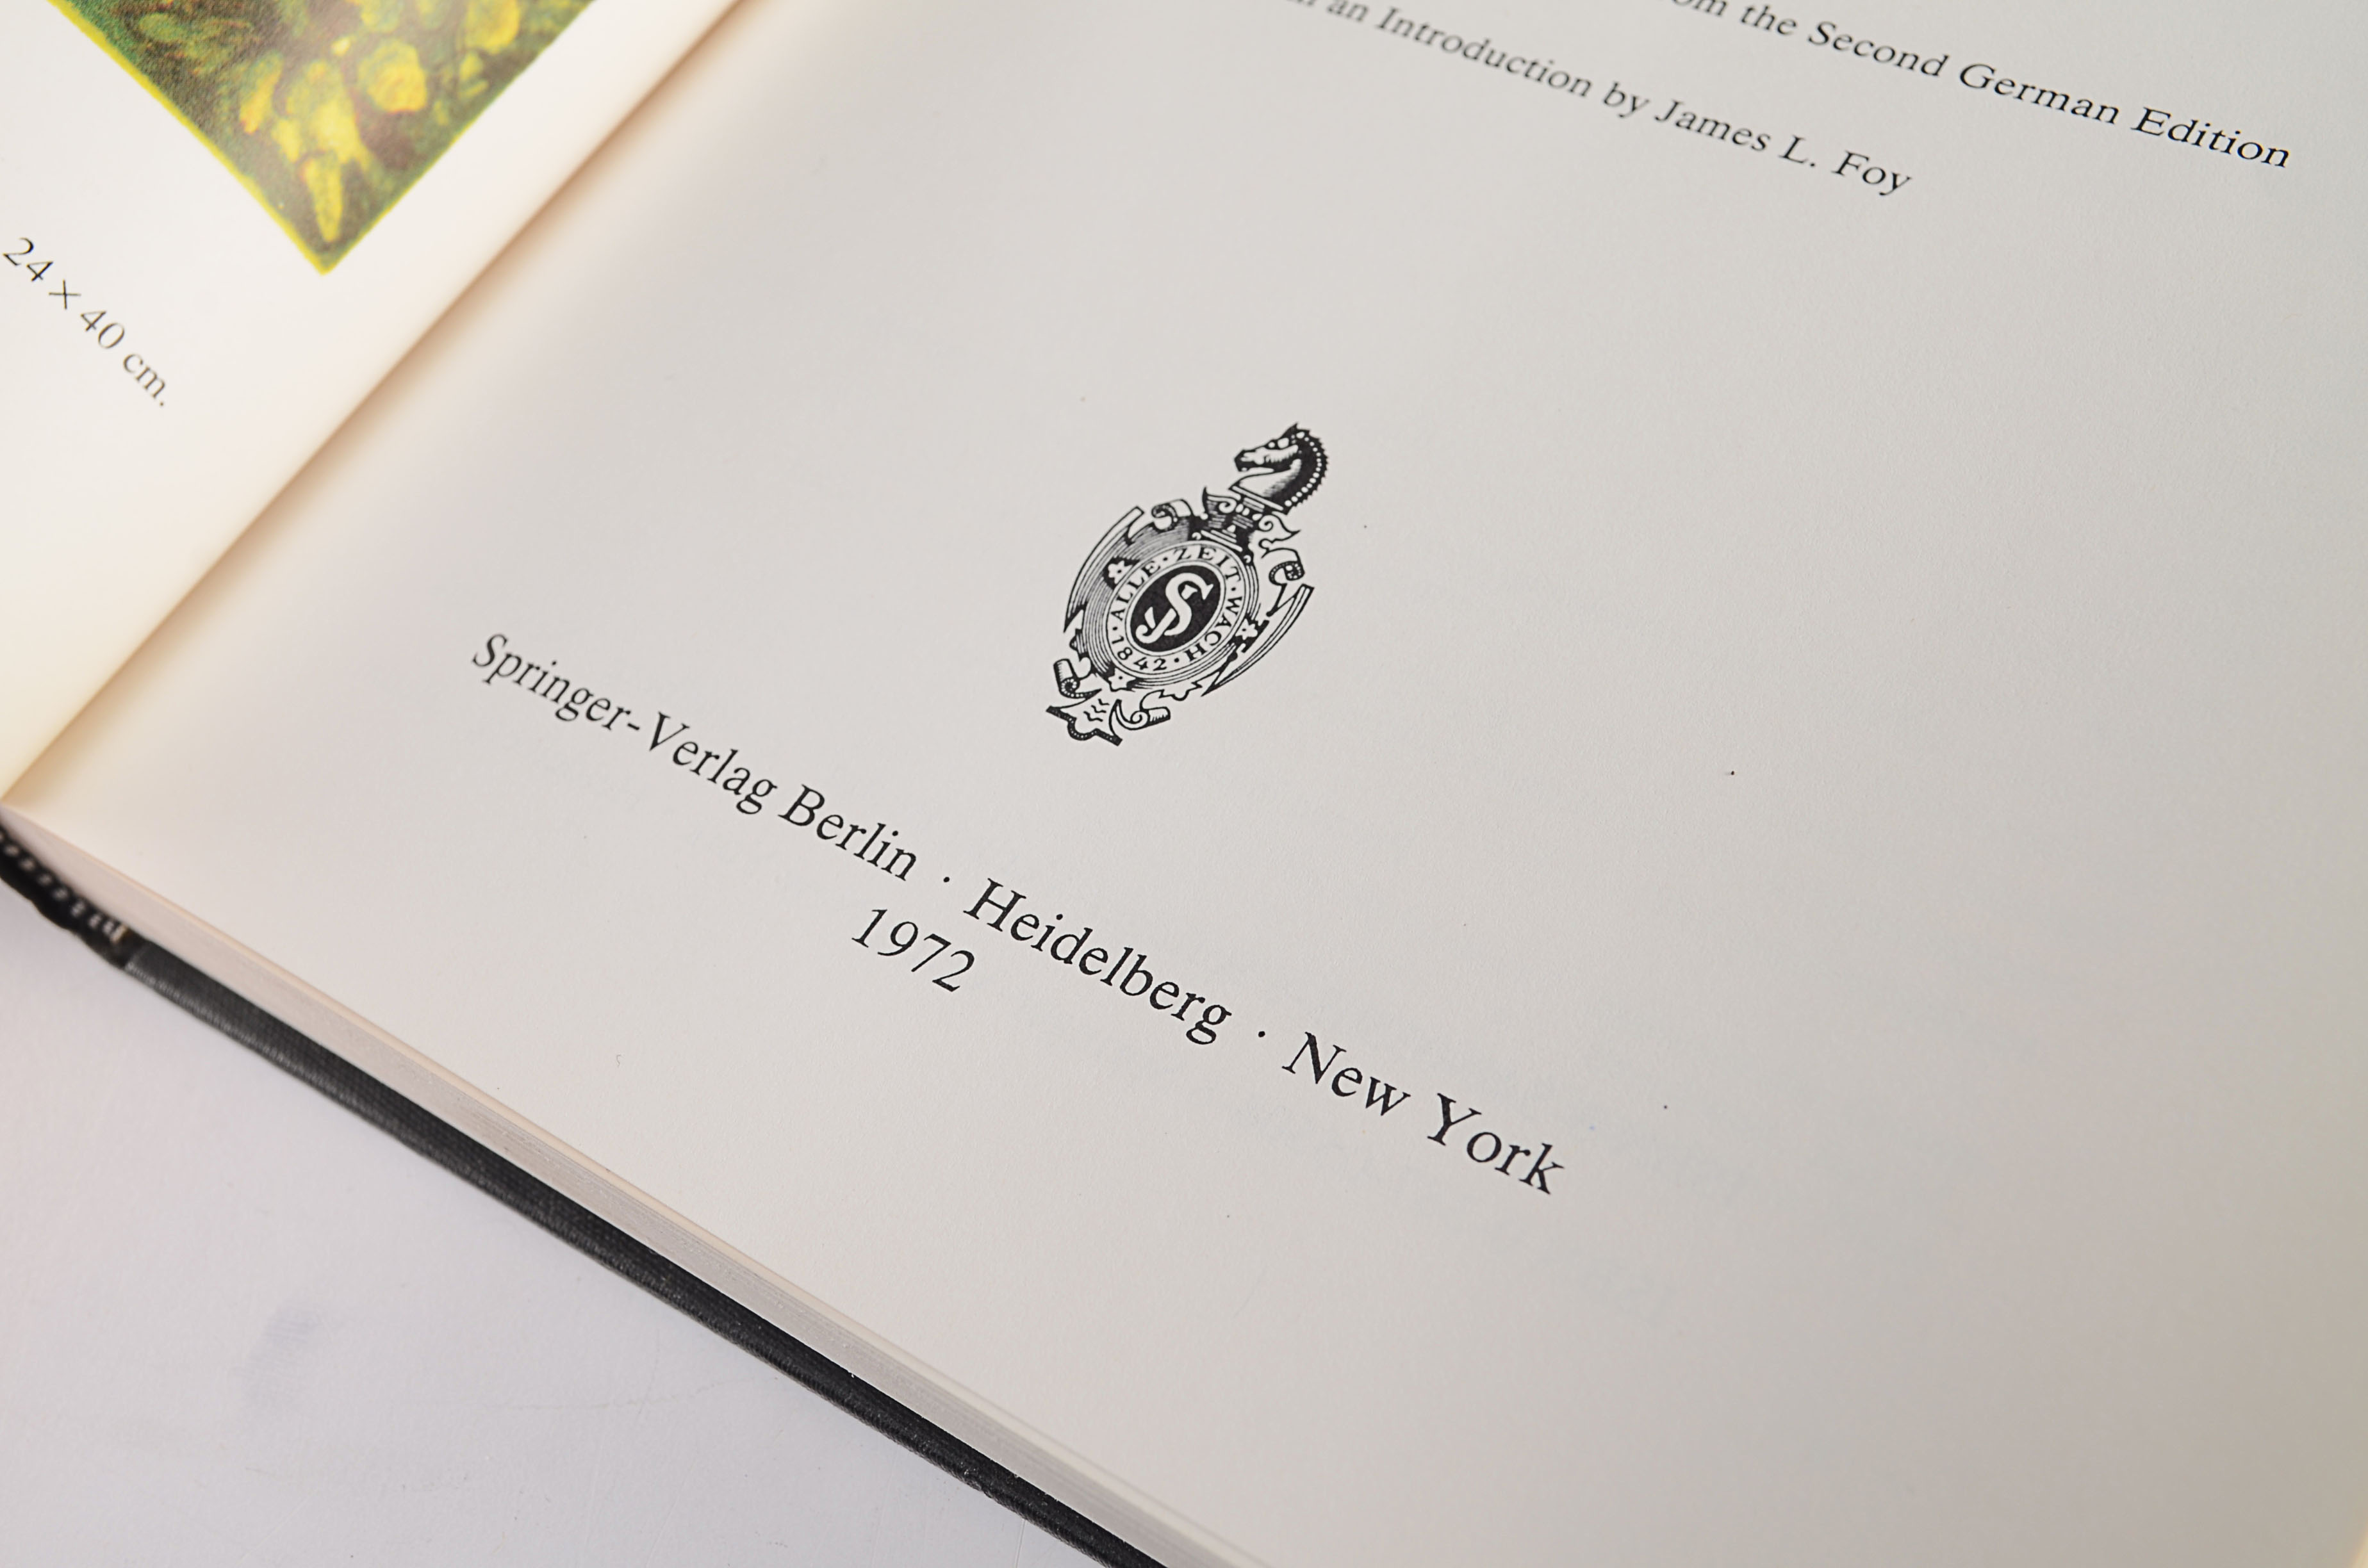 24 × 40 cm.
the Second German Edition
an Introduction by James L. Foy
· ALLE · ZEIT · WACH · 1842
JS
Springer-Verlag Berlin · Heidelberg · New York
1972